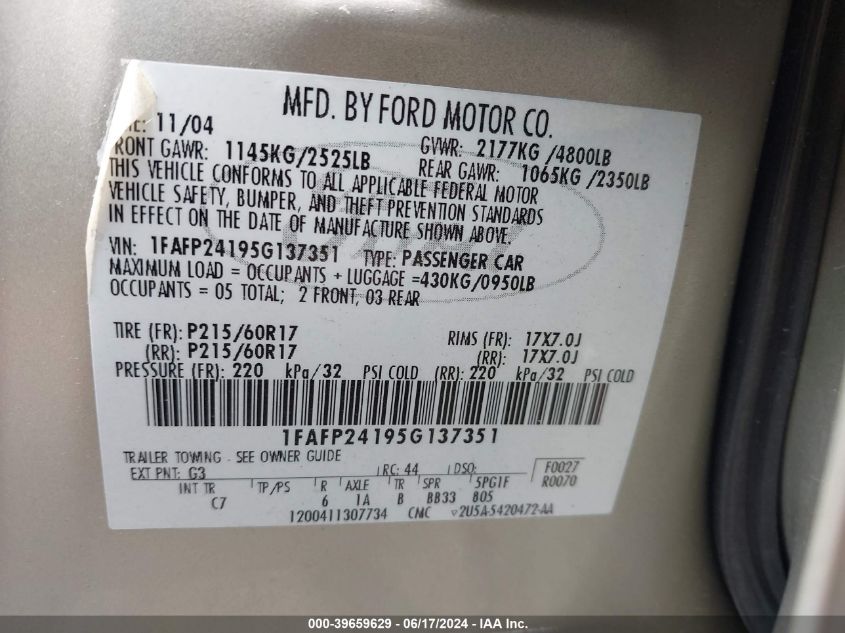 MFD. BY FORD MOTOR CO.
E: 11/04 GVWR: 2177KG /4800LB
FRONT GAWR: 1145KG/2525LB REAR GAWR: 1065KG /2350LB
THIS VEHICLE CONFORMS TO ALL APPLICABLE FEDERAL MOTOR
VEHICLE SAFETY, BUMPER, AND THEFT PREVENTION STANDARDS
IN EFFECT ON THE DATE OF MANUFACTURE SHOWN ABOVE.
VIN: 1FAFP24195G137351 TYPE: PASSENGER CAR
MAXIMUM LOAD = OCCUPANTS + LUGGAGE =430KG/0950LB
OCCUPANTS = 05 TOTAL; 2 FRONT, 03 REAR
TIRE (FR): P215/60R17 RIMS (FR): 17X7.0J
(RR): P215/60R17 (RR): 17X7.0J
PRESSURE (FR): 220 kPa/32 PSI COLD (RR): 220 kPa/32 PSI COLD
1FAFP24195G137351
TRAILER TOWING - SEE OWNER GUIDE
EXT PNT: G3 RC: 44 DSO: F0027
INT TR TP/PS R AXLE TR SPR 5PG1F R0070
C7 6 1A B BB33 805
1200411307734 CMC ▽2U5A-5420472-AA
000-39659629 - 06/17/2024 - IAA Inc.